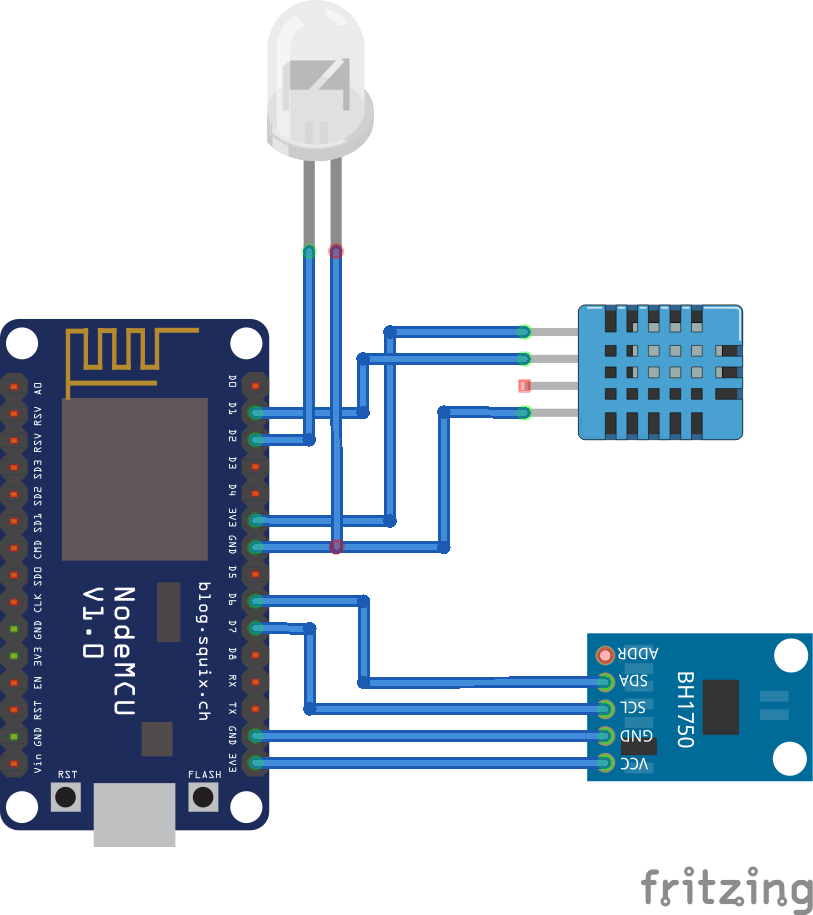 A0
RSV
RSV
SD3
SD2
SD1
CMD
SD0
CLK
GND
3V3
EN
RST
GND
Vin
D0
D1
D2
D3
D4
3V3
GND
D5
D6
D7
D8
RX
TX
GND
3V3
NodeMCU
V1.0
blog.squix.ch
RST
FLASH
ADDR
SDA
SCL
GND
VCC
BH1750
fritzing